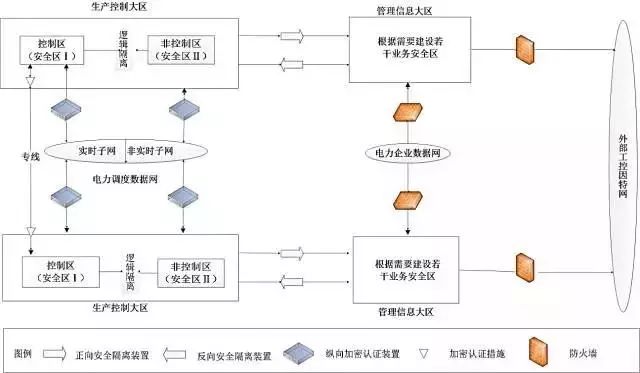 生产控制大区
管理信息大区
控制区
(安全区Ⅰ)
逻辑隔离
非控制区
(安全区Ⅱ)
根据需要建设若
干业务安全区
专线
实时子网
非实时子网
电力调度数据网
电力企业数据网
外部工控因特网
控制区
(安全区Ⅰ)
逻辑隔离
非控制区
(安全区Ⅱ)
根据需要建设若
干业务安全区
生产控制大区
管理信息大区
图例
正向安全隔离装置
反向安全隔离装置
纵向加密认证装置
加密认证措施
防火墙